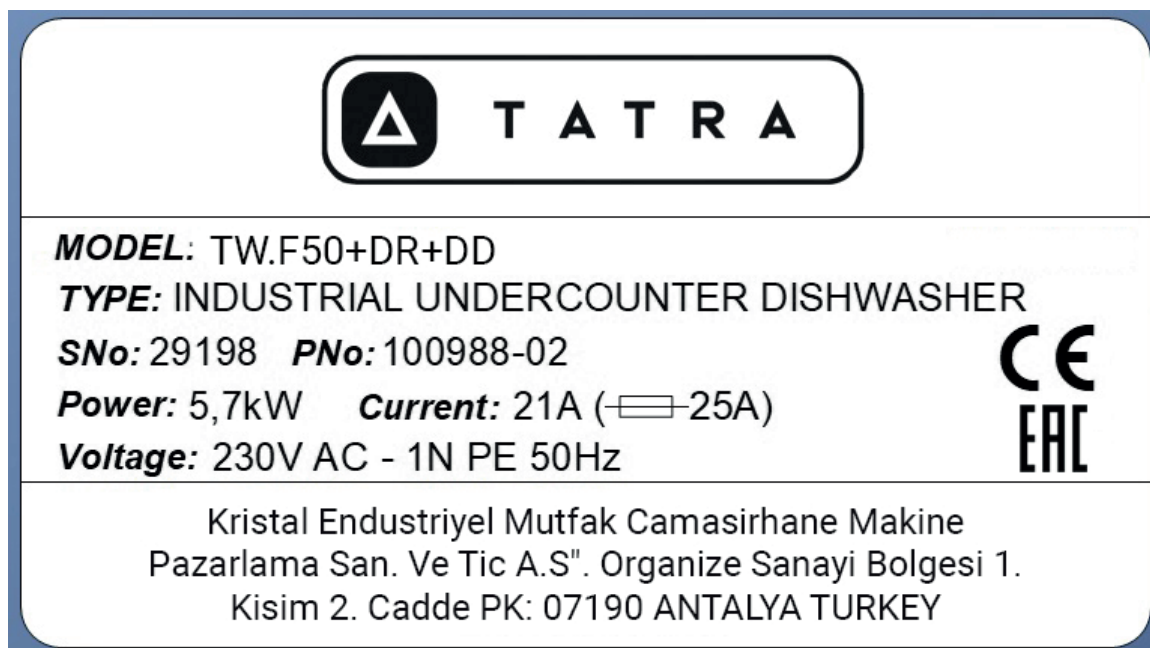 TATRA
MODEL: TW.F50+DR+DD
TYPE: INDUSTRIAL UNDERCOUNTER DISHWASHER
SNo: 29198 PNo: 100988-02
Power: 5,7kW Current: 21A (25A)
Voltage: 230V AC - 1N PE 50Hz
CE
EAC
Kristal Endustriyel Mutfak Camasirhane Makine
Pazarlama San. Ve Tic A.S". Organize Sanayi Bolgesi 1.
Kisim 2. Cadde PK: 07190 ANTALYA TURKEY